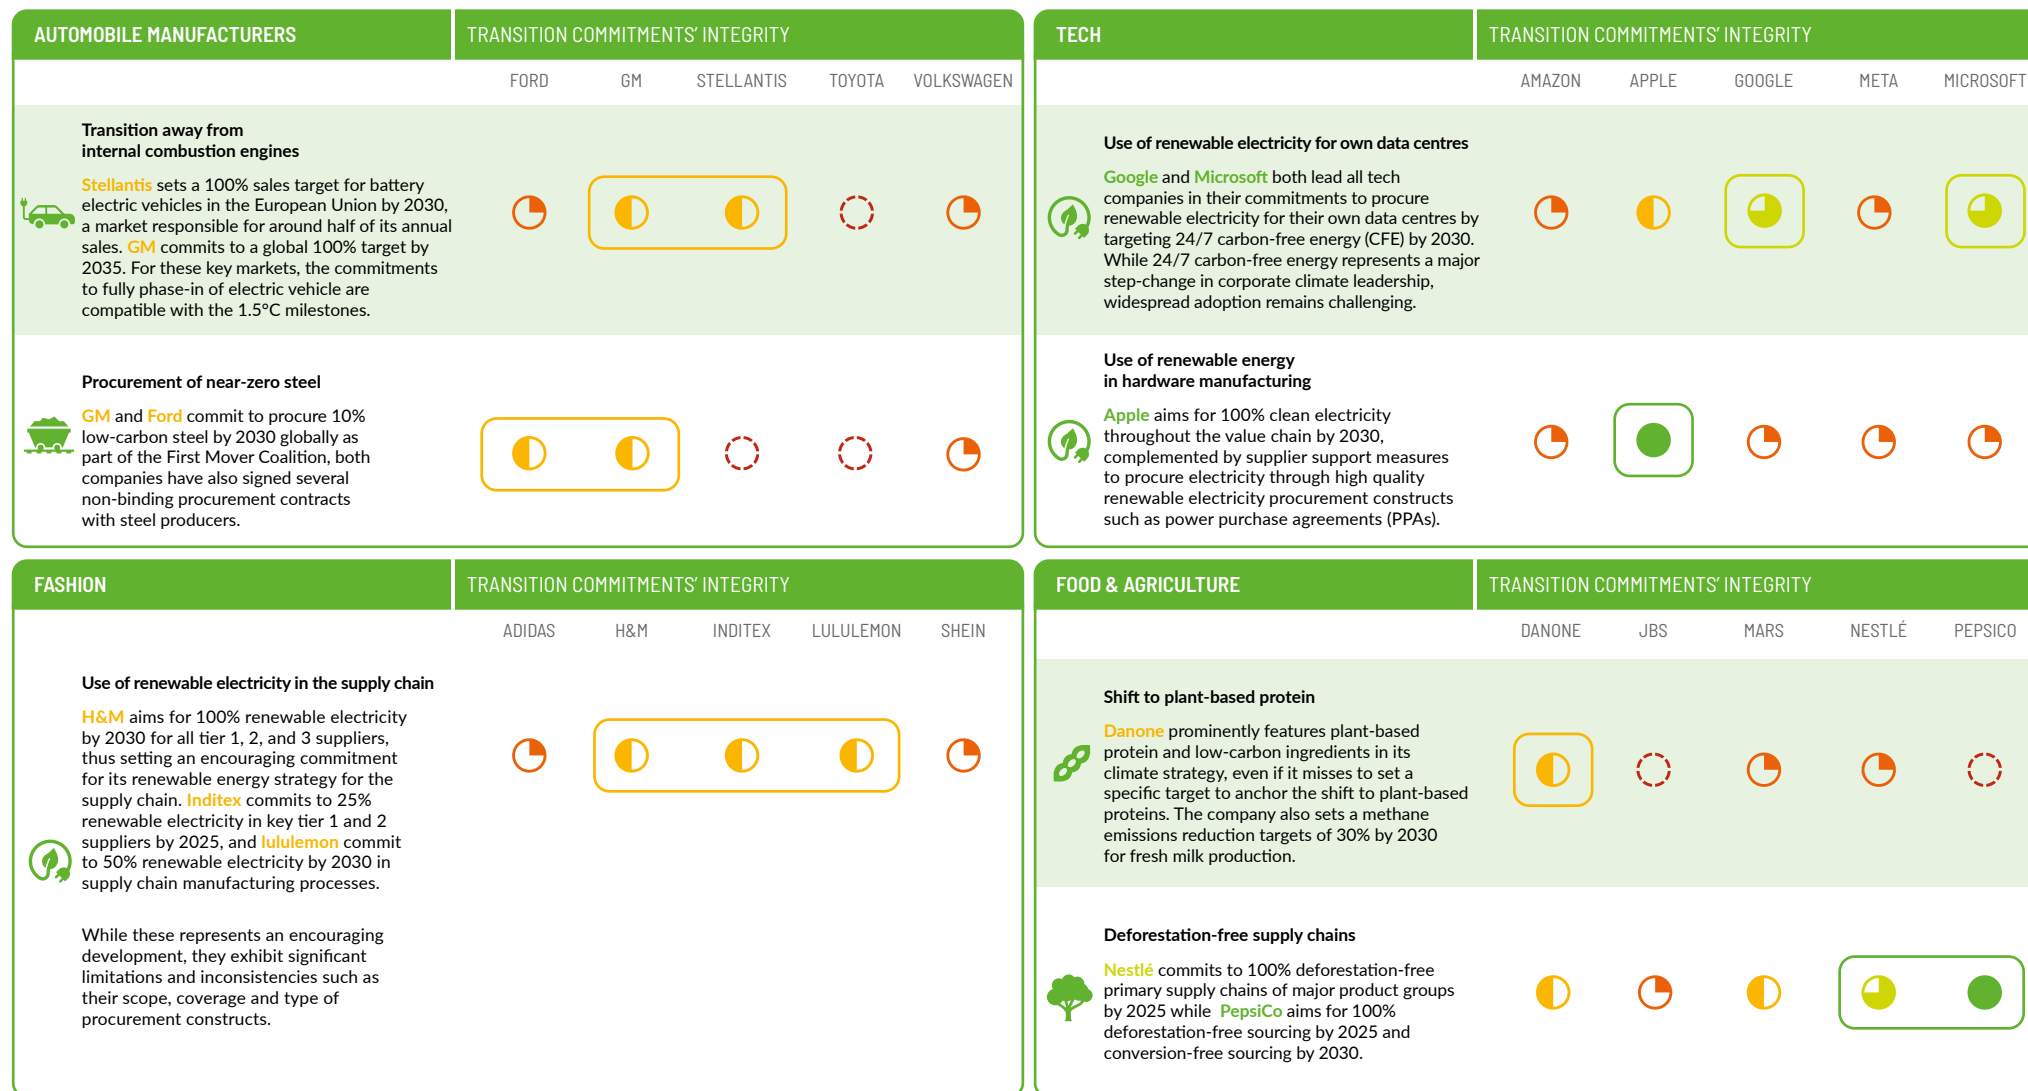 AUTOMOBILE MANUFACTURERS
TRANSITION COMMITMENTS' INTEGRITY
FORD GM STELLANTIS TOYOTA VOLKSWAGEN
Transition away from
internal combustion engines
Stellantis sets a 100% sales target for battery
electric vehicles in the European Union by 2030,
a market responsible for around half of its annual
sales. GM commits to a global 100% target by
2035. For these key markets, the commitments
to fully phase-in of electric vehicle are
compatible with the 1.5°C milestones.
Procurement of near-zero steel
GM and Ford commit to procure 10%
low-carbon steel by 2030 globally as
part of the First Mover Coalition, both
companies have also signed several
non-binding procurement contracts
with steel producers.
TECH
TRANSITION COMMITMENTS' INTEGRITY
AMAZON APPLE GOOGLE META MICROSOFT
Use of renewable electricity for own data centres
Google and Microsoft both lead all tech
companies in their commitments to procure
renewable electricity for their own data centres by
targeting 24/7 carbon-free energy (CFE) by 2030.
While 24/7 carbon-free energy represents a major
step-change in corporate climate leadership,
widespread adoption remains challenging.
Use of renewable energy
in hardware manufacturing
Apple aims for 100% clean electricity
throughout the value chain by 2030,
complemented by supplier support measures
to procure electricity through high quality
renewable electricity procurement constructs
such as power purchase agreements (PPAs).
FASHION
TRANSITION COMMITMENTS' INTEGRITY
ADIDAS H&M INDITEX LULULEMON SHEIN
Use of renewable electricity in the supply chain
H&M aims for 100% renewable electricity
by 2030 for all tier 1, 2, and 3 suppliers,
thus setting an encouraging commitment
for its renewable energy strategy for the
supply chain. Inditex commits to 25%
renewable electricity in key tier 1 and 2
suppliers by 2025, and lululemon commit
to 50% renewable electricity by 2030 in
supply chain manufacturing processes.
While these represents an encouraging
development, they exhibit significant
limitations and inconsistencies such as
their scope, coverage and type of
procurement constructs.
FOOD & AGRICULTURE
TRANSITION COMMITMENTS' INTEGRITY
DANONE JBS MARS NESTLÉ PEPSICO
Shift to plant-based protein
Danone prominently features plant-based
protein and low-carbon ingredients in its
climate strategy, even if it misses to set a
specific target to anchor the shift to plant-based
proteins. The company also sets a methane
emissions reduction targets of 30% by 2030
for fresh milk production.
Deforestation-free supply chains
Nestlé commits to 100% deforestation-free
primary supply chains of major product groups
by 2025 while PepsiCo aims for 100%
deforestation-free sourcing by 2025 and
conversion-free sourcing by 2030.